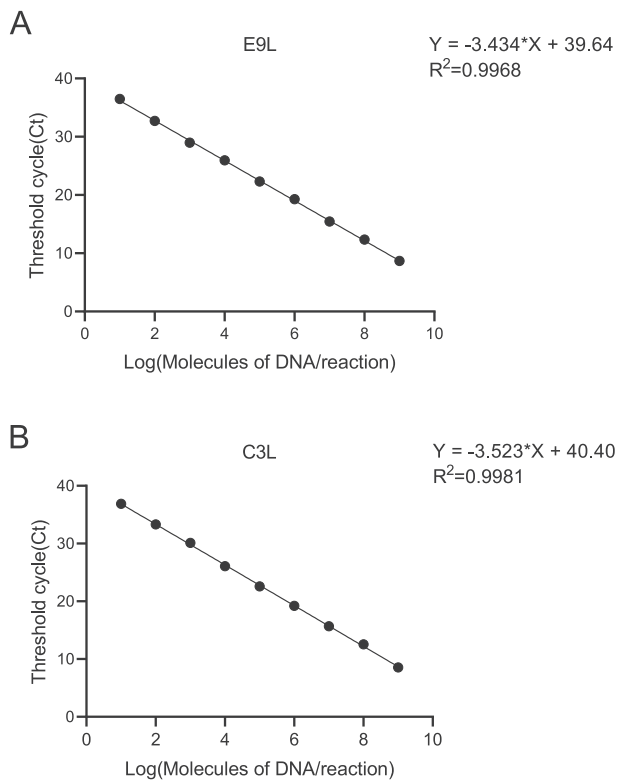 A
E9L
Y = -3.434*X + 39.64
R²=0.9968
40
30
20
10
0
Threshold cycle(Ct)
0 2 4 6 8 10
Log(Molecules of DNA/reaction)
B
C3L
Y = -3.523*X + 40.40
R²=0.9981
40
30
20
10
0
Threshold cycle(Ct)
0 2 4 6 8 10
Log(Molecules of DNA/reaction)